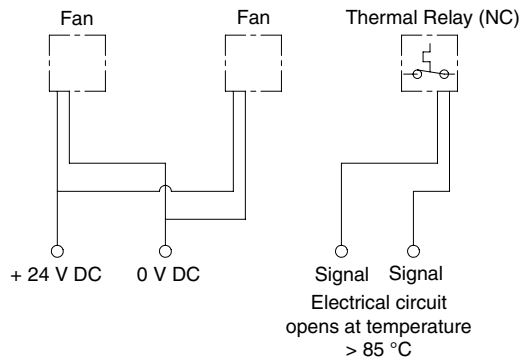 Fan
Fan
Thermal Relay (NC)
+ 24 V DC
0 V DC
Signal
Signal
Electrical circuit
opens at temperature
> 85 °C